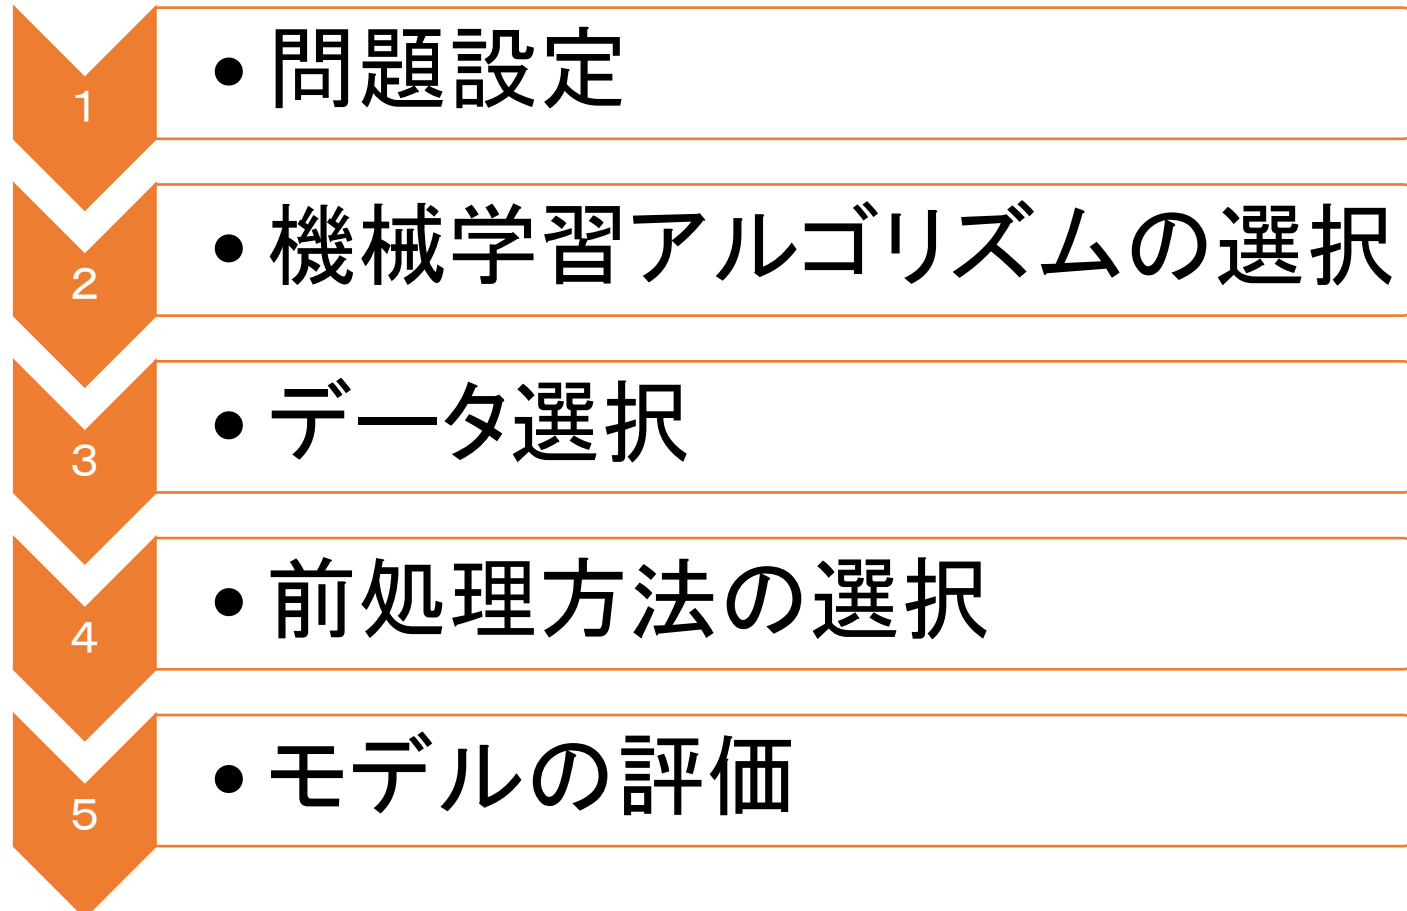 1
• 問題設定
2
• 機械学習アルゴリズムの選択
3
• データ選択
4
• 前処理方法の選択
5
• モデルの評価